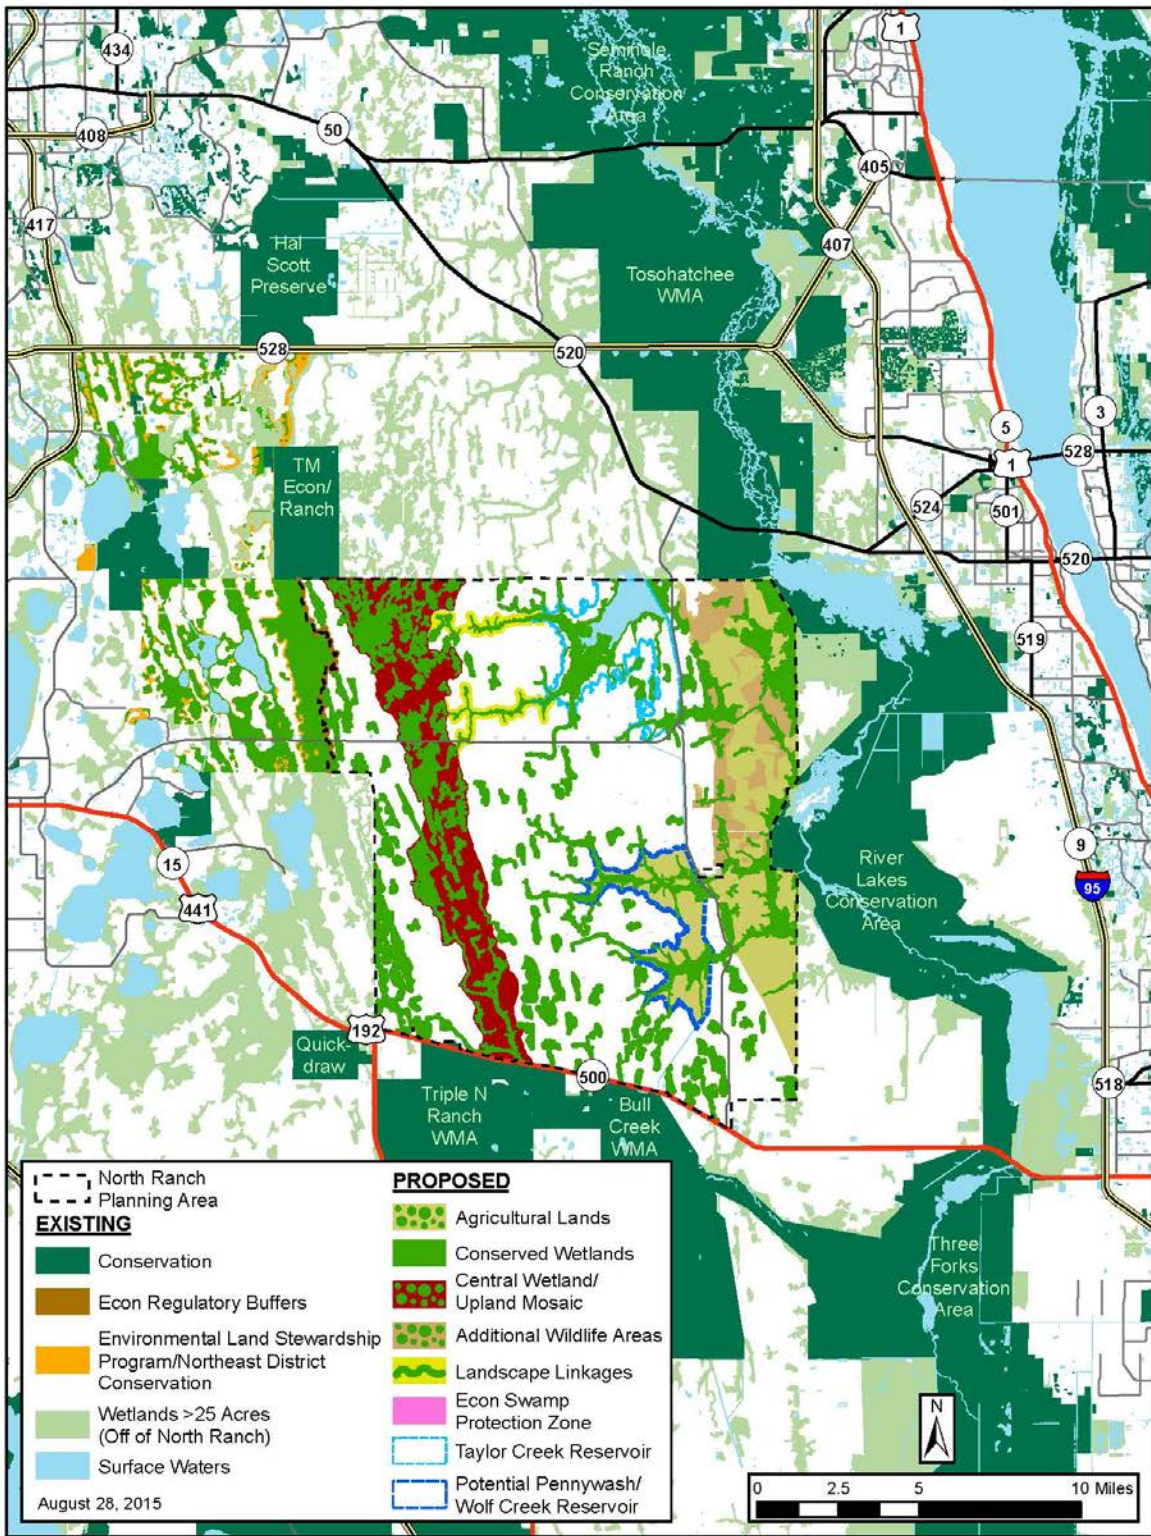 1
434
Seminole
Ranch
Conservation
Area
50
408
405
417
407
Hal
Scott
Preserve
Tosohatchee
WMA
528
520
3
5
528
1
TM
Econ/
Ranch
524
501
520
519
9
95
River
Lakes
Conservation
Area
15
441
192
Quick-
draw
500
518
Triple N
Ranch
WMA
Bull
Creek
WMA
Three
Forks
Conservation
Area
North Ranch
Planning Area
EXISTING
Conservation
Econ Regulatory Buffers
Environmental Land Stewardship
Program/Northeast District
Conservation
Wetlands >25 Acres
(Off of North Ranch)
Surface Waters
August 28, 2015
PROPOSED
Agricultural Lands
Conserved Wetlands
Central Wetland/
Upland Mosaic
Additional Wildlife Areas
Landscape Linkages
Econ Swamp
Protection Zone
Taylor Creek Reservoir
Potential Pennywash/
Wolf Creek Reservoir
N
0 2.5 5 10 Miles